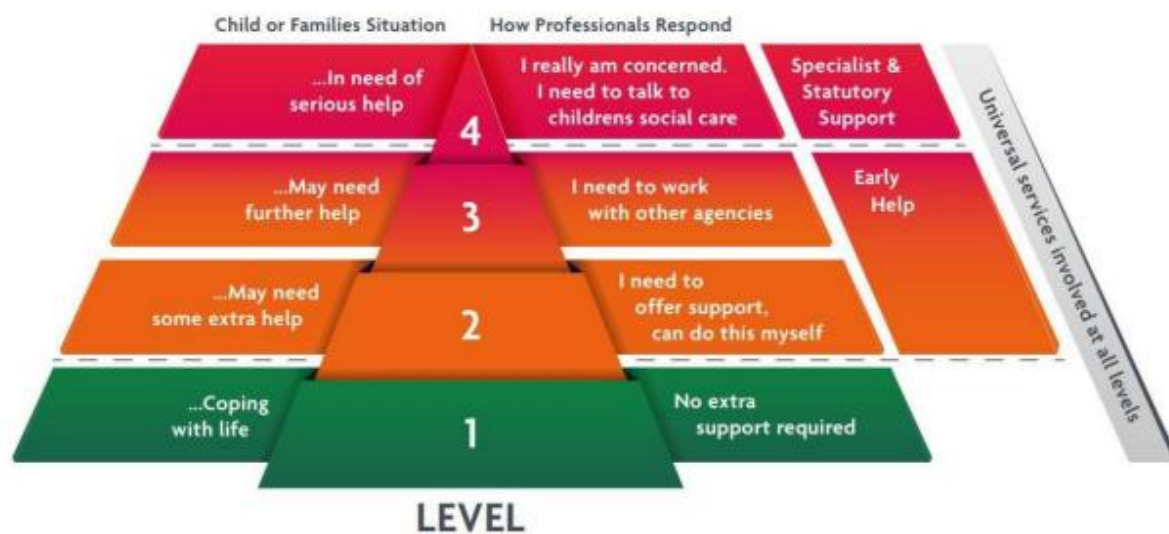 Child or Families Situation
How Professionals Respond
...In need of
serious help
4
I really am concerned.
I need to talk to
childrens social care
Specialist &
Statutory
Support
...May need
further help
3
I need to work
with other agencies
Early
Help
...May need
some extra help
2
I need to
offer support,
can do this myself
...Coping
with life
1
No extra
support required
Universal services involved at all levels
LEVEL